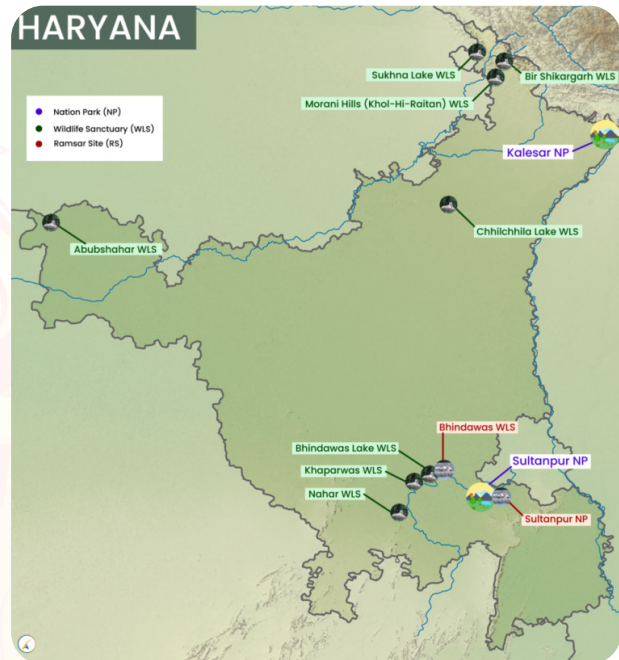 HARYANA
Nation Park (NP)
Wildlife Sanctuary (WLS)
Ramsar Site (RS)
Sukhna Lake WLS
Bir Shikargarh WLS
Morani Hills (Khol-Hi-Raitan) WLS
Kalesar NP
Chhilchhila Lake WLS
Abubshahar WLS
Bhindawas WLS
Bhindawas Lake WLS
Sultanpur NP
Khaparwas WLS
Nahar WLS
Sultanpur NP